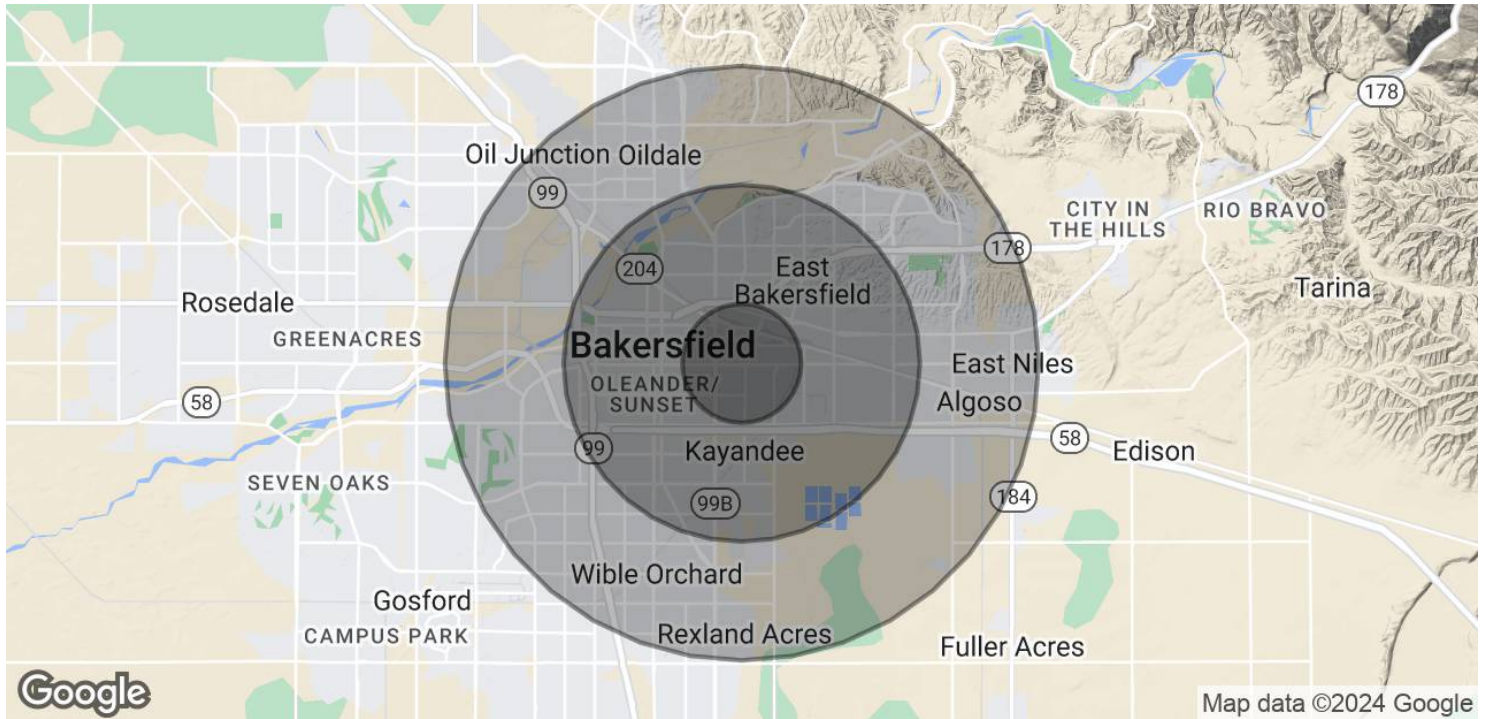 178
Oil Junction Oildale
99
CITY IN
THE HILLS
RIO BRAVO
178
204
East
Bakersfield
Tarina
Rosedale
GREENACRES
Bakersfield
East Niles
OLEANDER/
SUNSET
58
Algoso
99
Kayandee
58
Edison
SEVEN OAKS
99B
184
Wible Orchard
Gosford
CAMPUS PARK
Rexland Acres
Fuller Acres
Google
Map data ©2024 Google